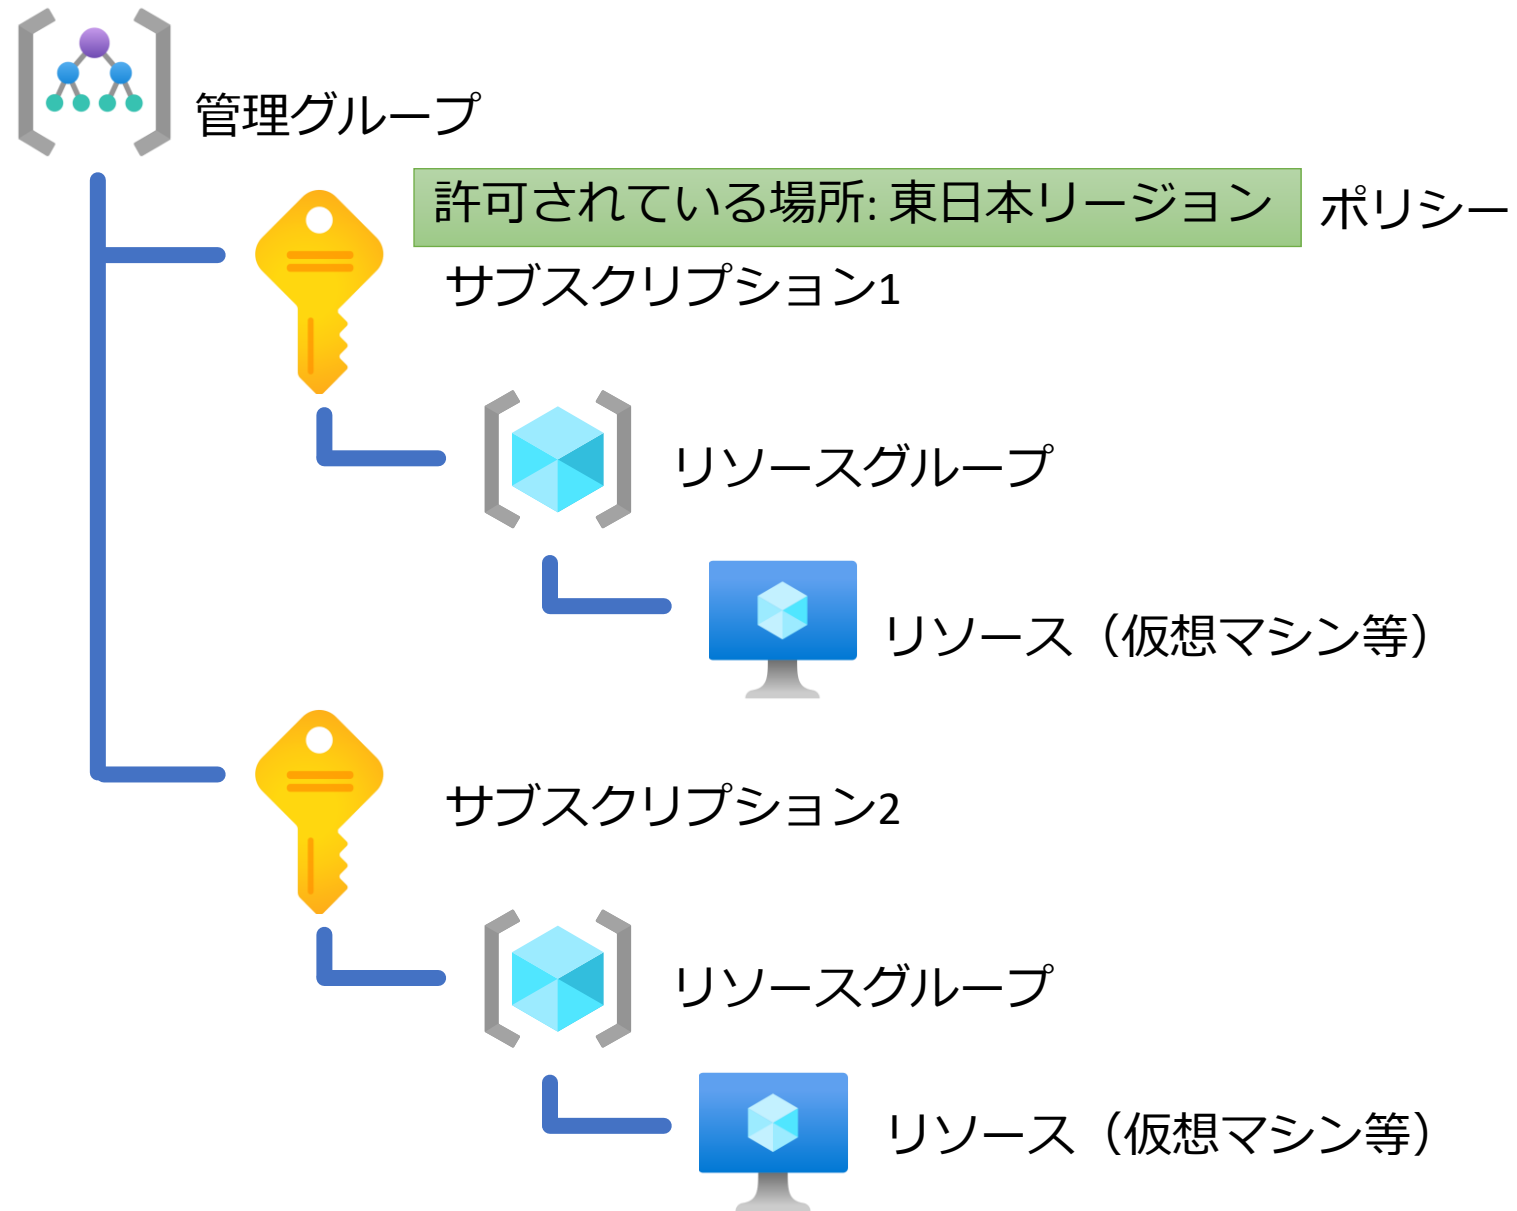 管理グループ
許可されている場所: 東日本リージョン
ポリシー
サブスクリプション1
リソースグループ
リソース（仮想マシン等）
サブスクリプション2
リソースグループ
リソース（仮想マシン等）